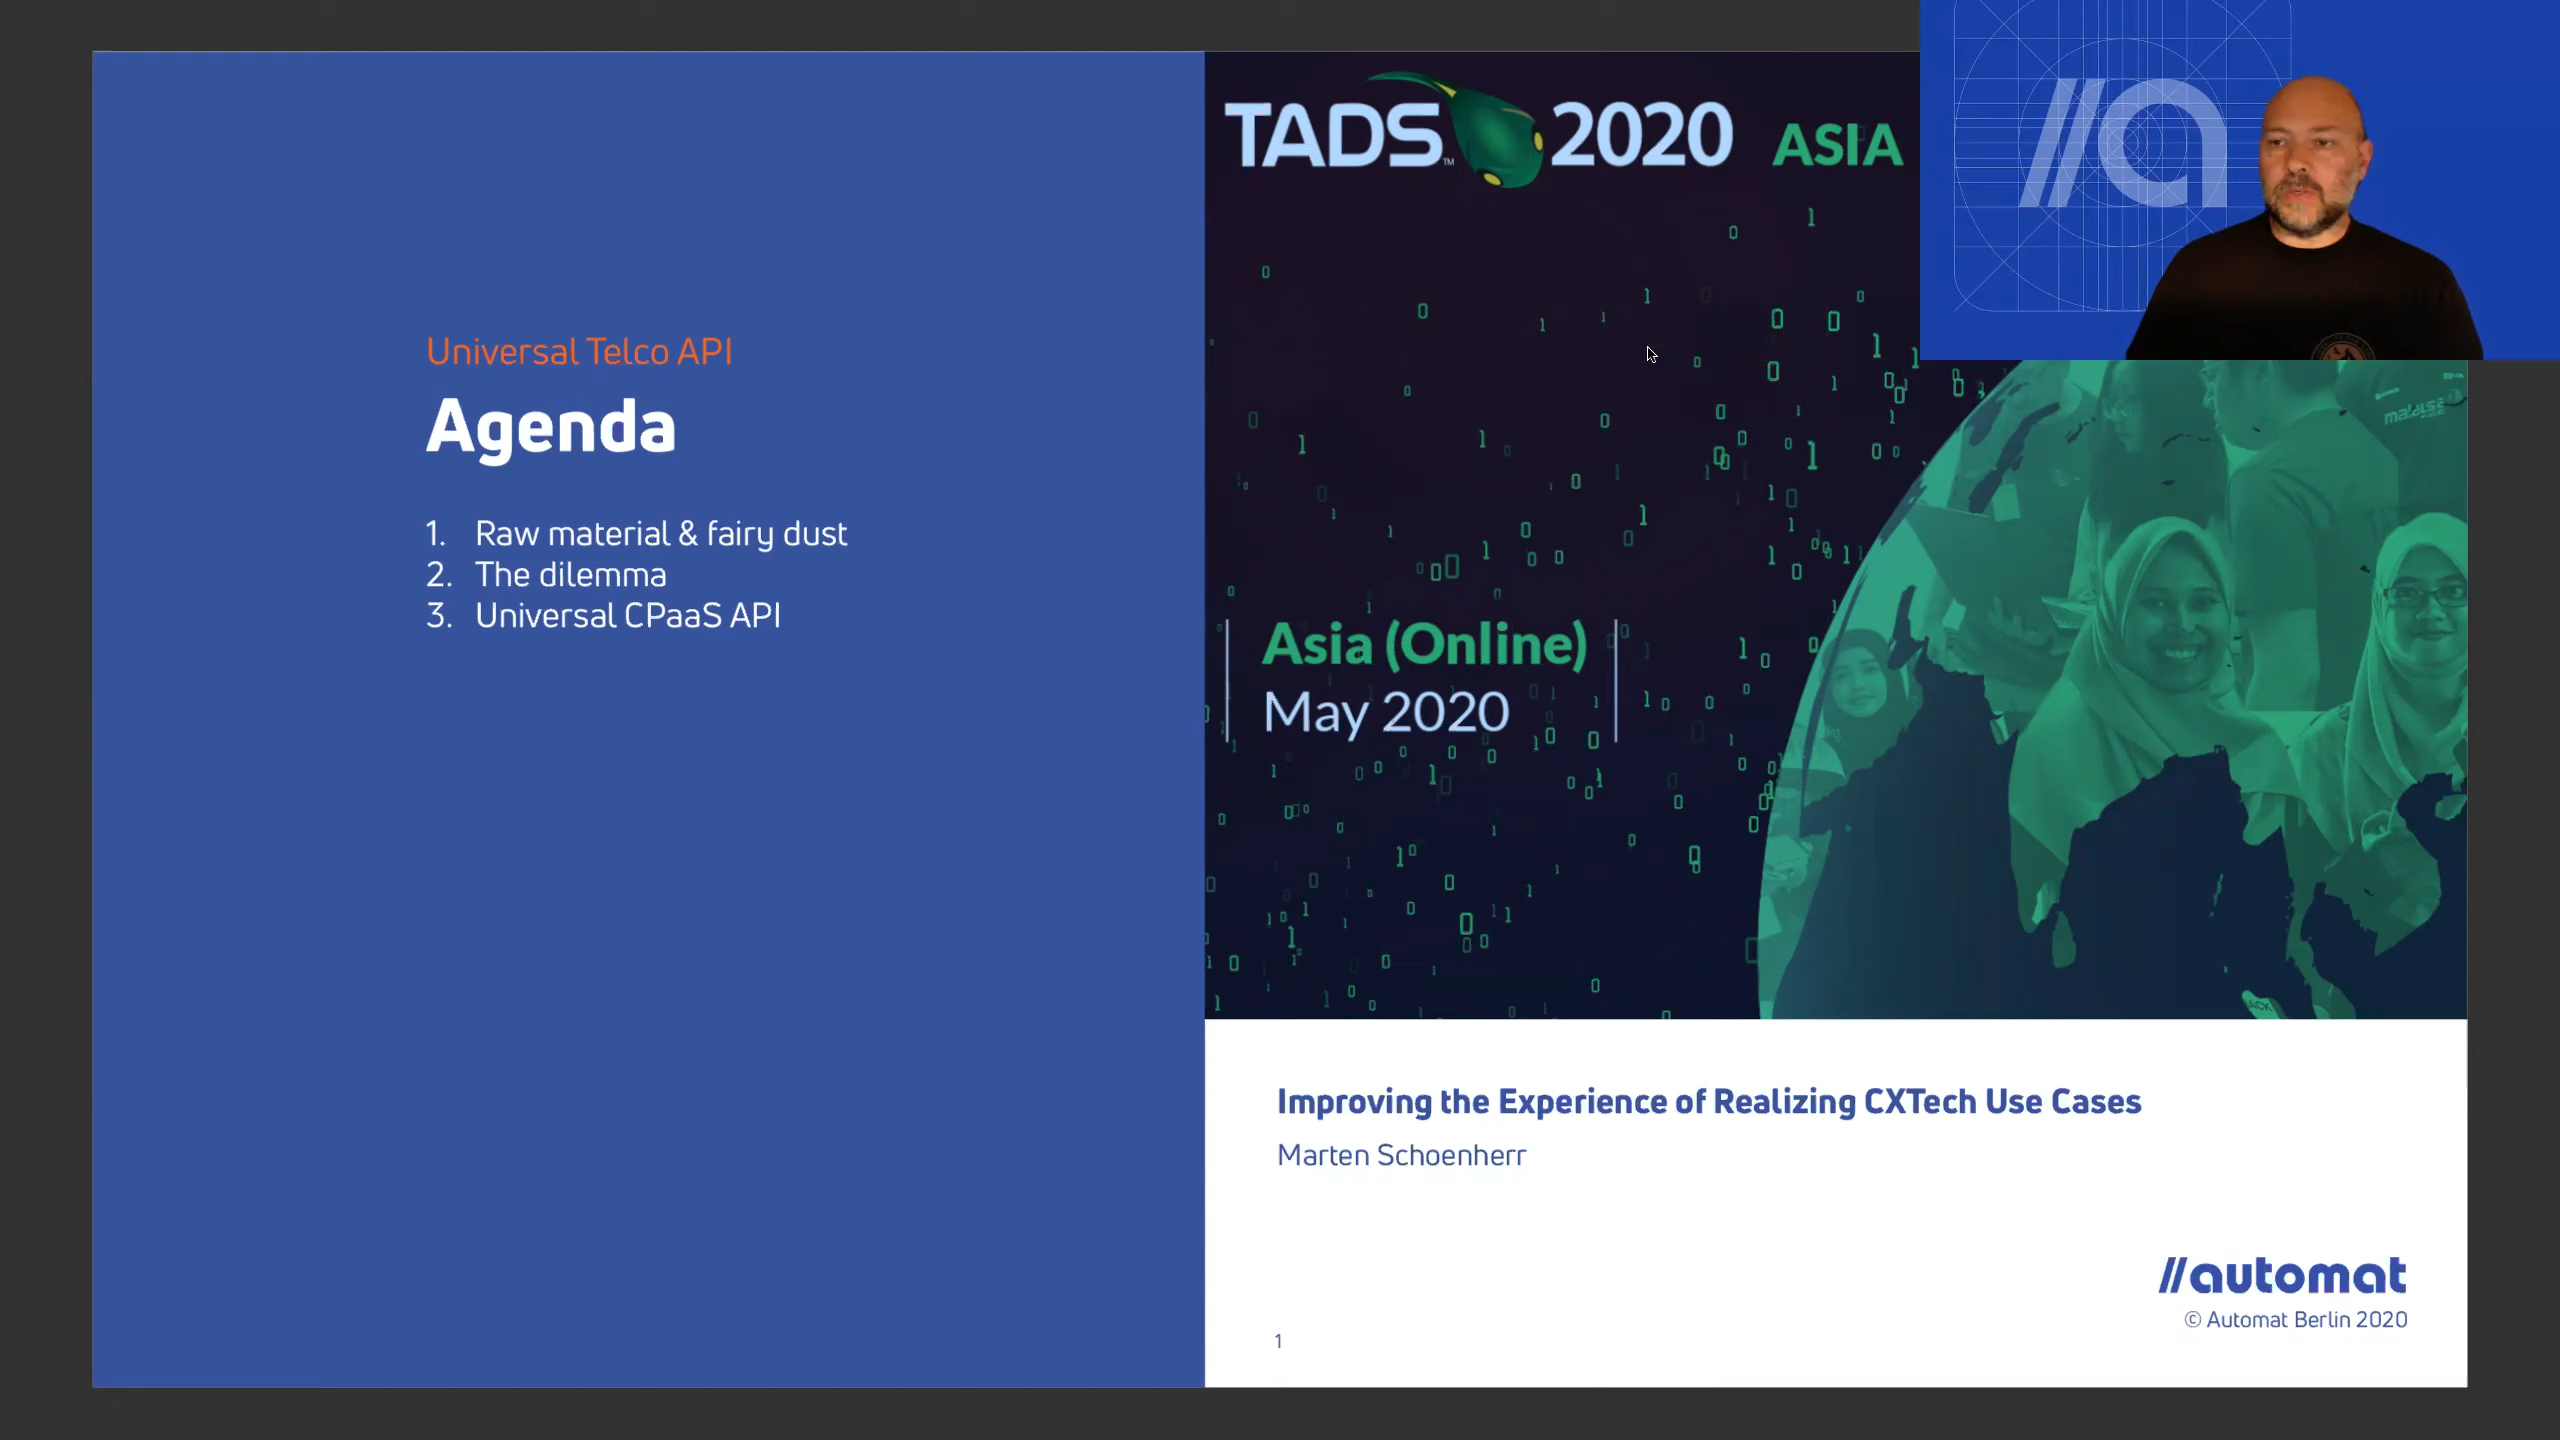 Universal Telco API
Agenda
1. Raw material & fairy dust
2. The dilemma
3. Universal CPaaS API
TADS™ 2020 ASIA
Asia (Online)
May 2020
Improving the Experience of Realizing CXTech Use Cases
Marten Schoenherr
//automat
© Automat Berlin 2020
1
//a